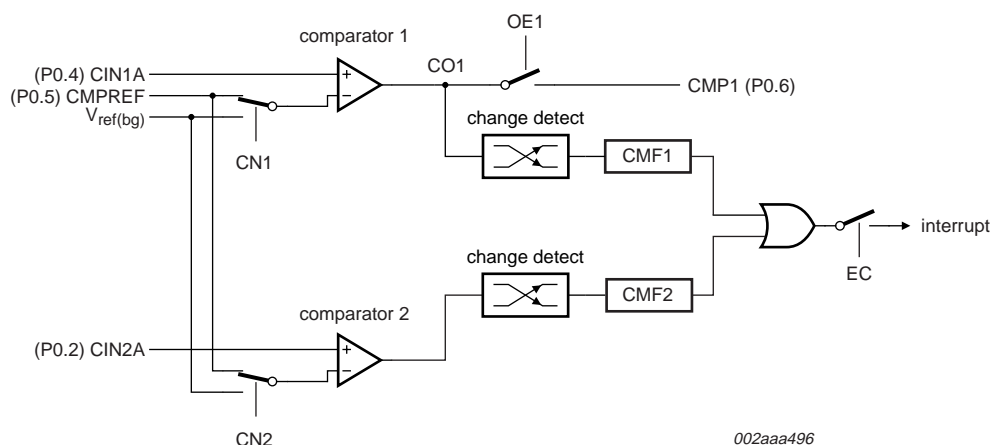 OE1
comparator 1
(P0.4) CIN1A
CO1
(P0.5) CMPREF
CMP1 (P0.6)
Vref(bg)
change detect
CN1
CMF1
interrupt
EC
change detect
CMF2
comparator 2
(P0.2) CIN2A
CN2
002aaa496